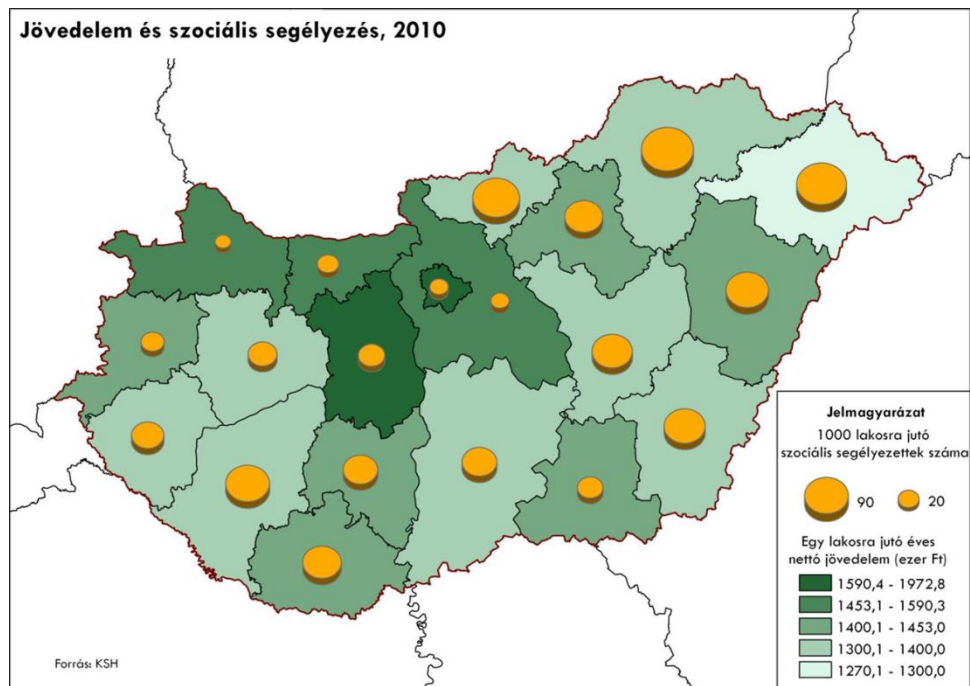 Jövedelem és szociális segélyezés, 2010
Jelmagyarázat
1000 lakosra jutó
szociális segélyezettek száma
90
20
Egy lakosra jutó éves
nettó jövedelem (ezer Ft)
1590,4 - 1972,8
1453,1 - 1590,3
1400,1 - 1453,0
1300,1 - 1400,0
1270,1 - 1300,0
Forrás: KSH